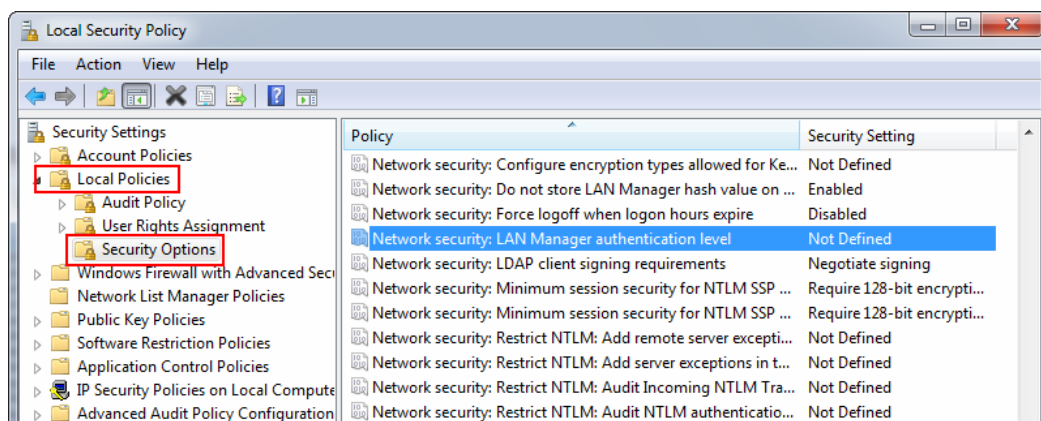 Local Security Policy
File Action View Help
Security Settings
Account Policies
Local Policies
Audit Policy
User Rights Assignment
Security Options
Windows Firewall with Advanced Secu
Network List Manager Policies
Public Key Policies
Software Restriction Policies
Application Control Policies
IP Security Policies on Local Compute
Advanced Audit Policy Configuration
Policy Security Setting
Network security: Configure encryption types allowed for Ke... Not Defined
Network security: Do not store LAN Manager hash value on ... Enabled
Network security: Force logoff when logon hours expire Disabled
Network security: LAN Manager authentication level Not Defined
Network security: LDAP client signing requirements Negotiate signing
Network security: Minimum session security for NTLM SSP ... Require 128-bit encrypti...
Network security: Minimum session security for NTLM SSP ... Require 128-bit encrypti...
Network security: Restrict NTLM: Add remote server excepti... Not Defined
Network security: Restrict NTLM: Add server exceptions in t... Not Defined
Network security: Restrict NTLM: Audit Incoming NTLM Tra... Not Defined
Network security: Restrict NTLM: Audit NTLM authenticatio... Not Defined